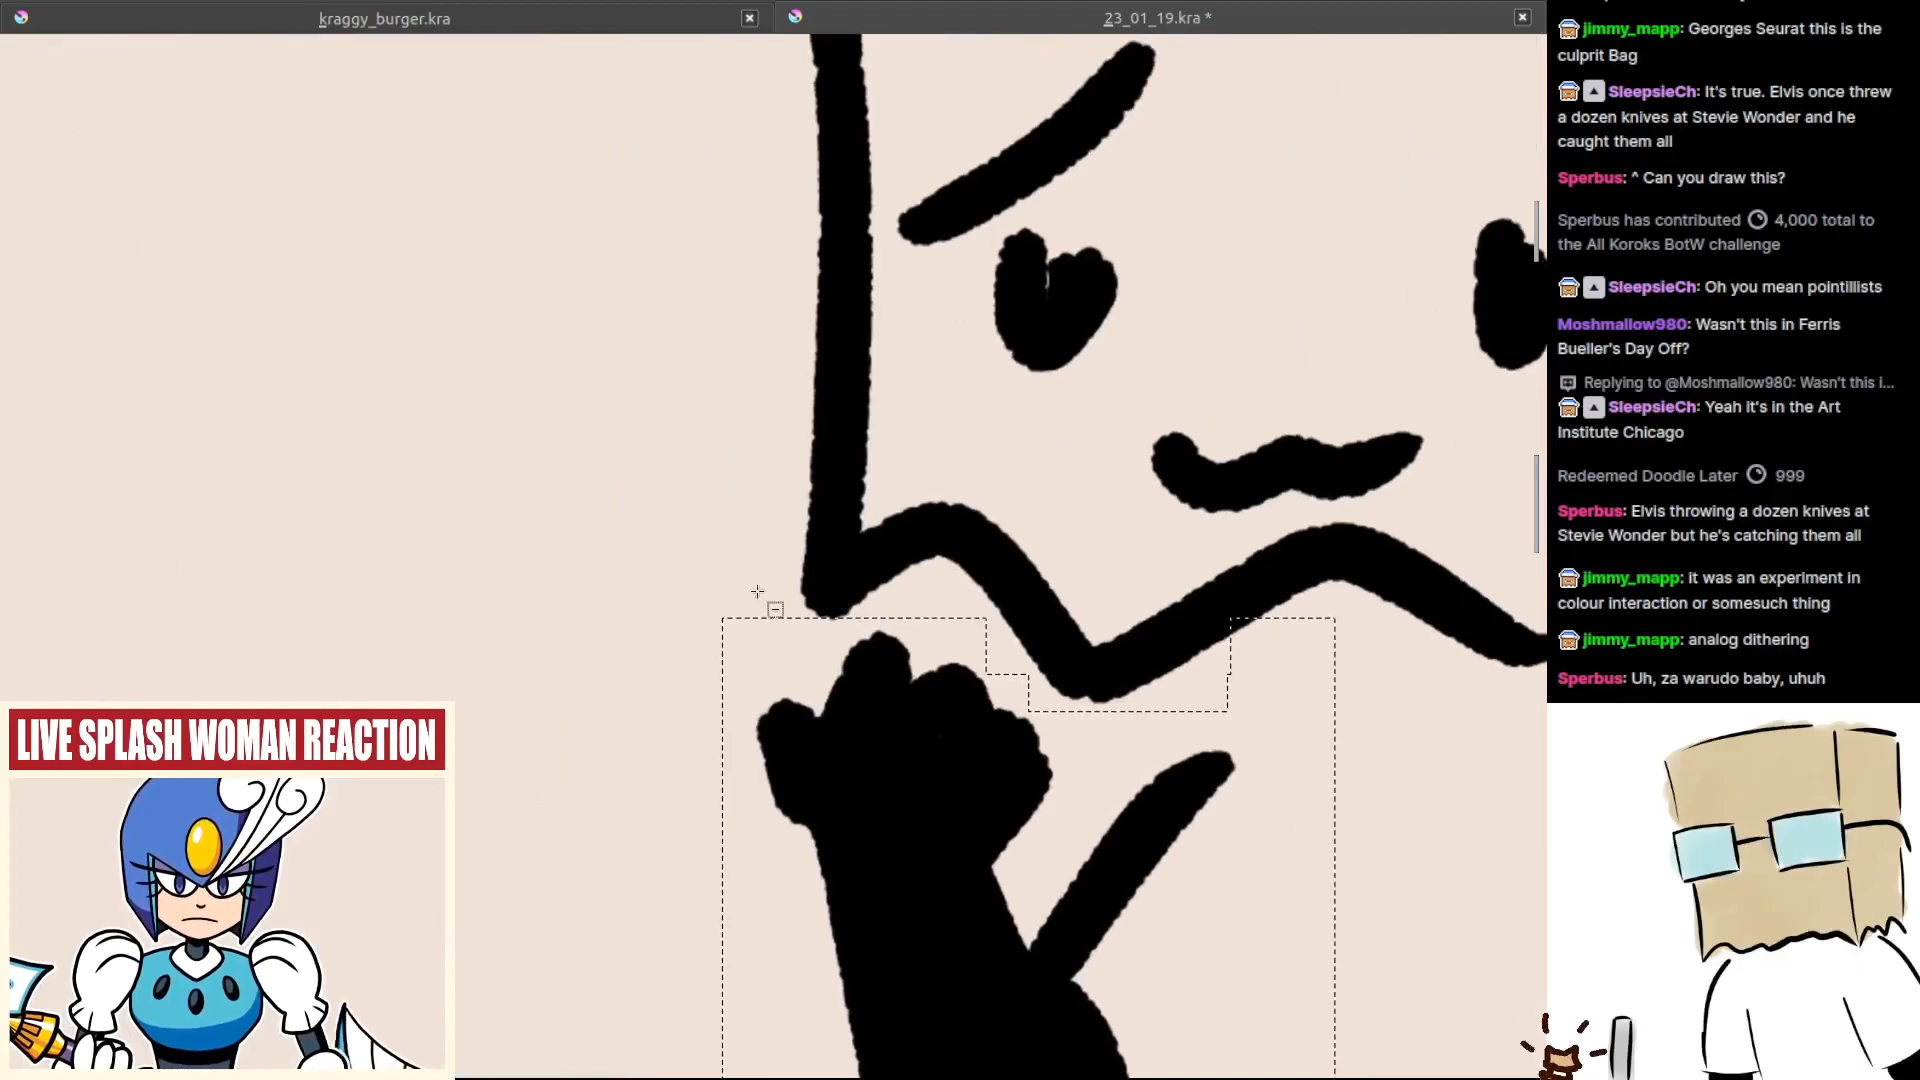 kraggy_burger.kra
23_01_19.kra *
jimmy_mapp: Georges Seurat this is the
culprit Bag
SleepsieCh: It's true. Elvis once threw
a dozen knives at Stevie Wonder and he
caught them all
Sperbus: ^ Can you draw this?
Sperbus has contributed 4,000 total to
the All Koroks BotW challenge
SleepsieCh: Oh you mean pointillists
Moshmallow980: Wasn't this in Ferris
Bueller's Day Off?
Replying to @Moshmallow980: Wasn't this i...
SleepsieCh: Yeah it's in the Art
Institute Chicago
Redeemed Doodle Later 999
Sperbus: Elvis throwing a dozen knives at
Stevie Wonder but he's catching them all
jimmy_mapp: it was an experiment in
colour interaction or somesuch thing
jimmy_mapp: analog dithering
Sperbus: Uh, za warudo baby, uhuh
LIVE SPLASH WOMAN REACTION